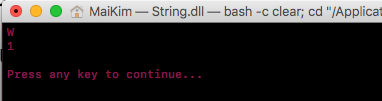 MaiKim — String.dll — bash -c clear; cd "/Applicat
W
1
Press any key to continue...